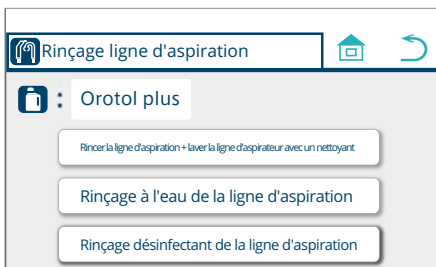 Rinçage ligne d'aspiration
: Orotol plus
Rincer la ligne d'aspiration + laver la ligne d'aspirateur avec un nettoyant
Rinçage à l'eau de la ligne d'aspiration
Rinçage désinfectant de la ligne d'aspiration